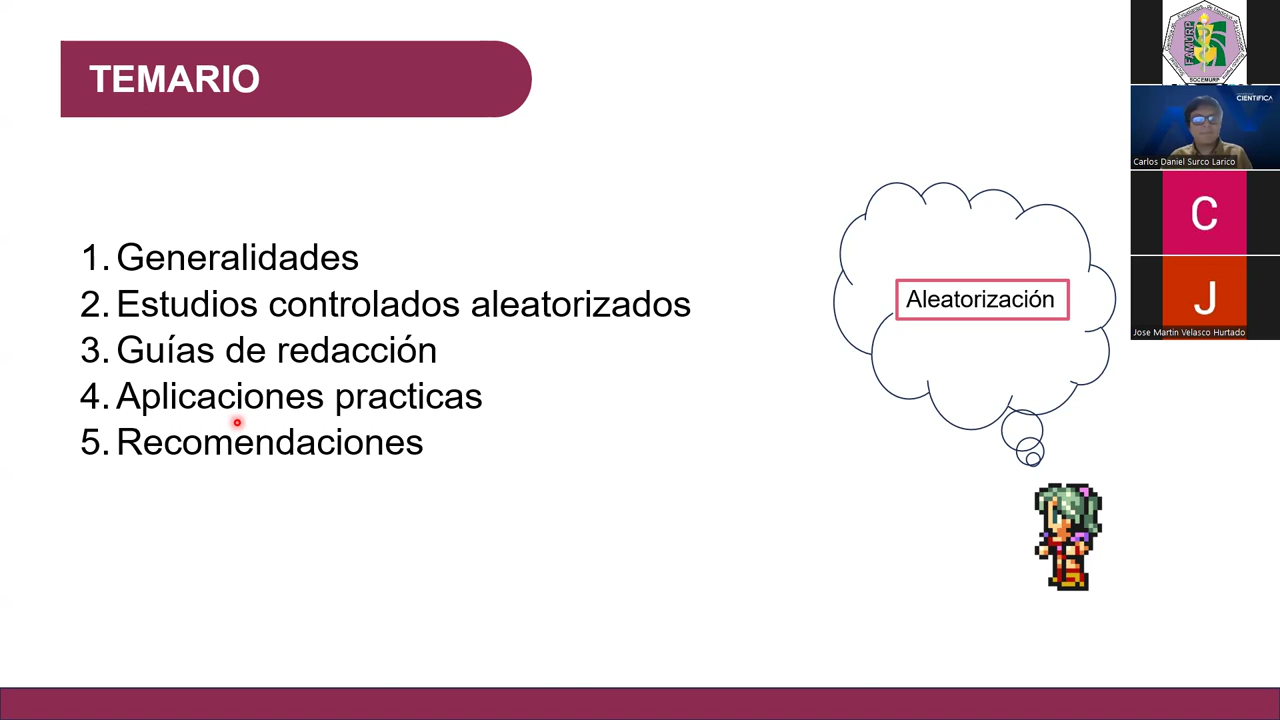 TEMARIO
1. Generalidades
2. Estudios controlados aleatorizados
3. Guías de redacción
4. Aplicaciones practicas
5. Recomendaciones
Aleatorización
FAMURP
SOCEMURP
CIENTIFICA
Carlos Daniel Surco Larico
C
J
Jose Martin Velasco Hurtado